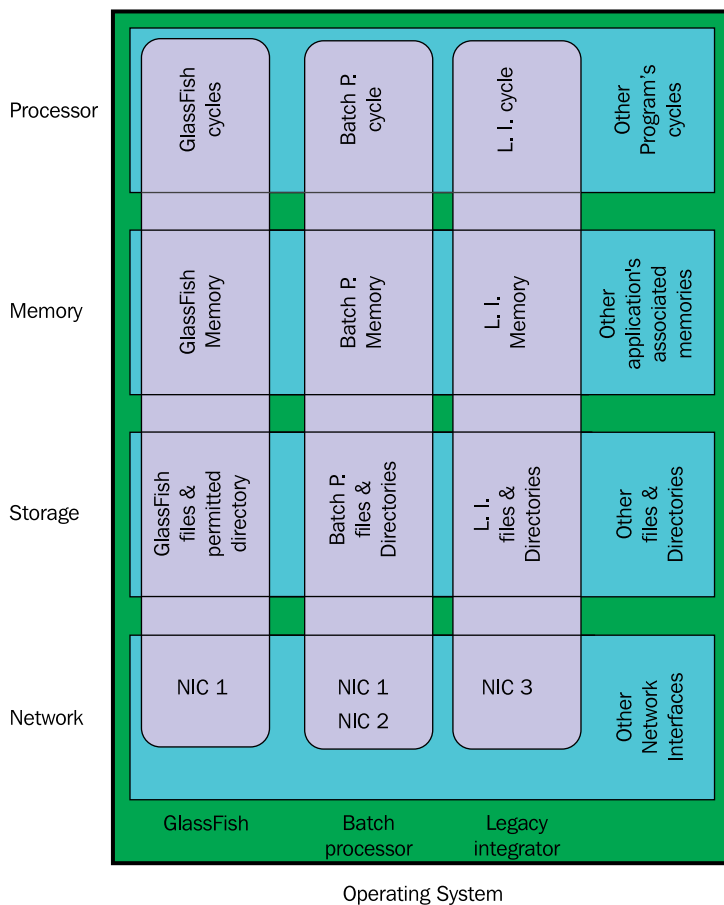 Processor
GlassFish
cycles
Batch P.
cycle
L. I. cycle
Other
Program's
cycles
Memory
GlassFish
Memory
Batch P.
Memory
L. I.
Memory
Other
application's
associated
memories
Storage
GlassFish
files &
permitted
directory
Batch P.
files &
Directories
L. I.
files &
Directories
Other
files &
Directories
Network
NIC 1
NIC 1
NIC 2
NIC 3
Other
Network
Interfaces
GlassFish
Batch
processor
Legacy
integrator
Operating System